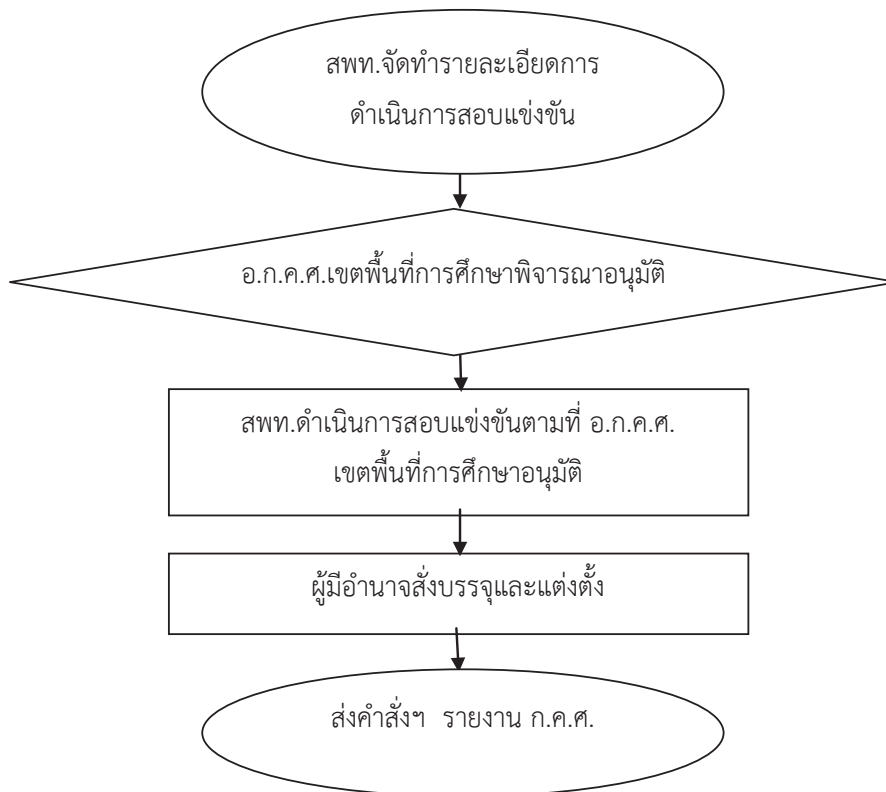 สพท.จัดทำรายละเอียดการ
ดำเนินการสอบแข่งขัน
อ.ก.ค.ศ.เขตพื้นที่การศึกษาพิจารณาอนุมัติ
สพท.ดำเนินการสอบแข่งขันตามที่ อ.ก.ค.ศ.
เขตพื้นที่การศึกษาอนุมัติ
ผู้มีอำนาจสั่งบรรจุและแต่งตั้ง
ส่งคำสั่งฯ รายงาน ก.ค.ศ.